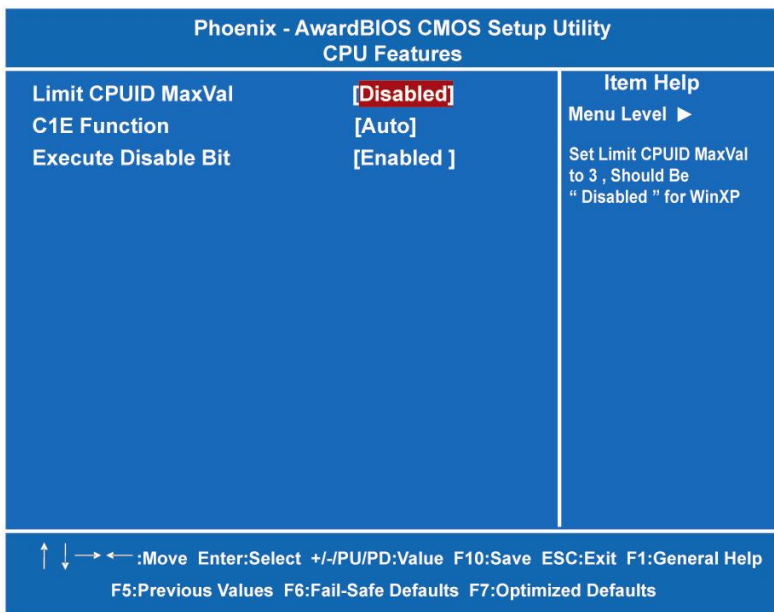 Phoenix - AwardBIOS CMOS Setup Utility
CPU Features
Limit CPUID MaxVal [Disabled]
C1E Function [Auto]
Execute Disable Bit [Enabled ]
Item Help
Menu Level ►
Set Limit CPUID MaxVal
to 3 , Should Be
“ Disabled ” for WinXP
↑ ↓ → ← :Move Enter:Select +/-/PU/PD:Value F10:Save ESC:Exit F1:General Help
F5:Previous Values F6:Fail-Safe Defaults F7:Optimized Defaults